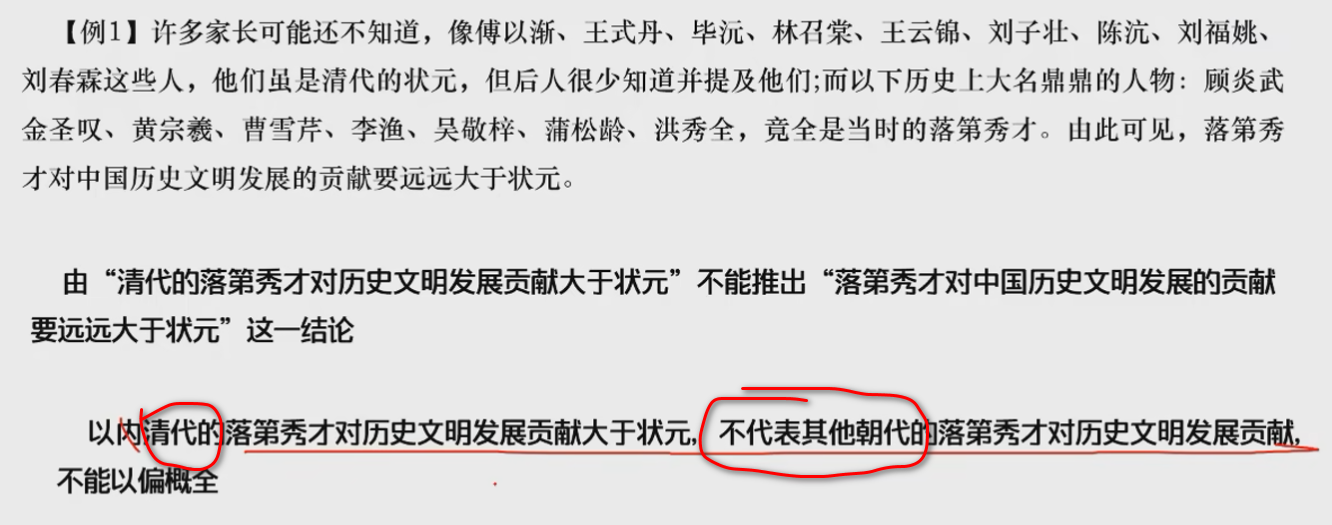 【例1】许多家长可能还不知道，像傅以渐、王式丹、毕沅、林召棠、王云锦、刘子壮、陈沆、刘福姚、
刘春霖这些人，他们虽是清代的状元，但后人很少知道并提及他们;而以下历史上大名鼎鼎的人物：顾炎武
金圣叹、黄宗羲、曹雪芹、李渔、吴敬梓、蒲松龄、洪秀全，竟全是当时的落第秀才。由此可见，落第秀
才对中国历史文明发展的贡献要远远大于状元。
由“清代的落第秀才对历史文明发展贡献大于状元”不能推出“落第秀才对中国历史文明发展的贡献
要远远大于状元”这一结论
以内清代的落第秀才对历史文明发展贡献大于状元，不代表其他朝代的落第秀才对历史文明发展贡献，
不能以偏概全